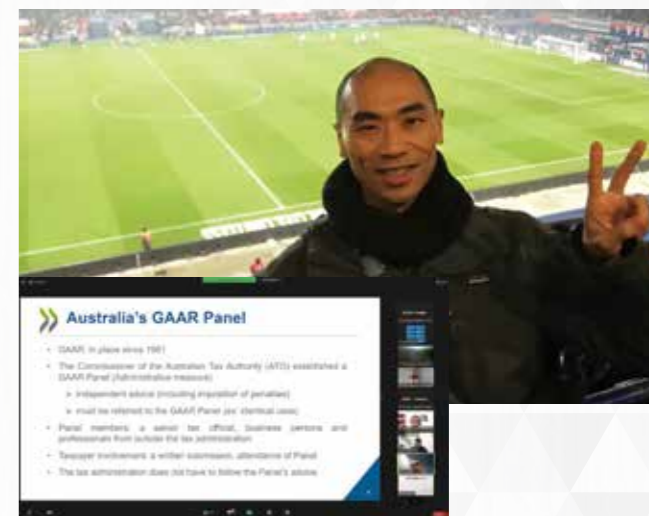 Australia's GAAR Panel
• GAAR: in place since 1981
• The Commissioner of the Australian Tax Authority (ATO) established a
GAAR Panel (Administrative measure)
➢ independent advice (including imposition of penalties)
➢ must be referred to the GAAR Panel (ex: identical case)
• Panel members: a senior tax official, business persons and
professionals from outside the tax administration
• Taxpayer involvement: a written submission, attendance of Panel
• The tax administration does not have to follow the Panel's advice